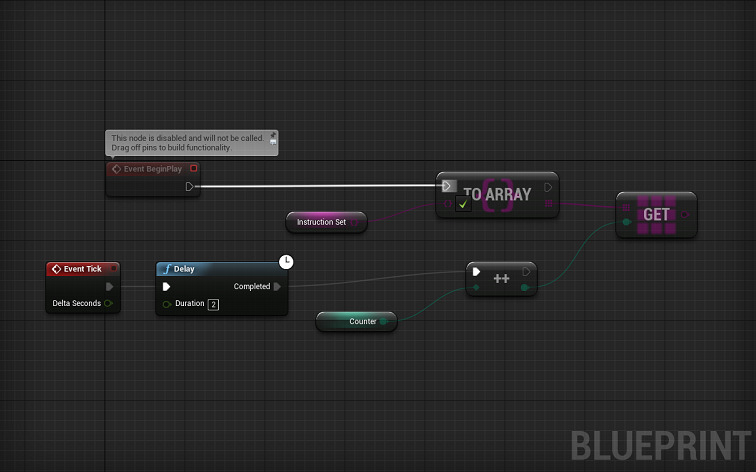 This node is disabled and will not be called.
Drag off pins to build functionality.
Event BeginPlay
TO ARRAY
Instruction Set
GET
Event Tick
Delta Seconds
f Delay
Completed
Duration 2
++
Counter
BLUEPRINT